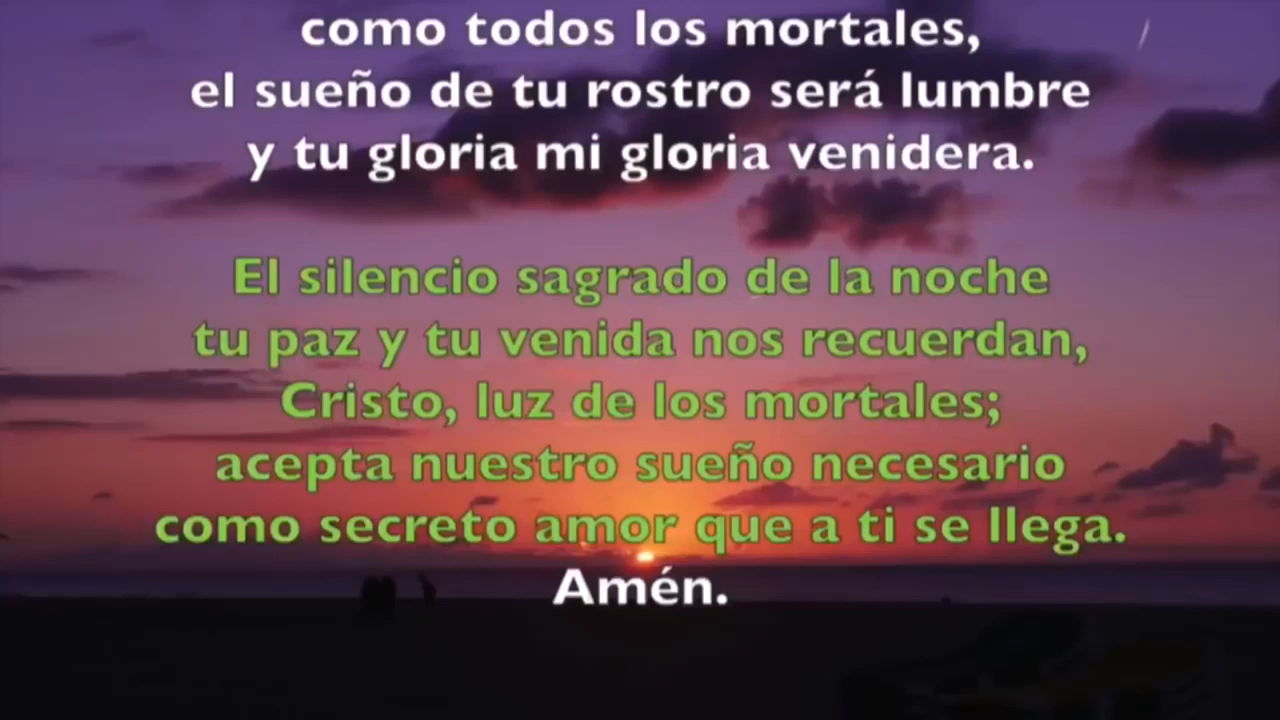 como todos los mortales,
el sueño de tu rostro será lumbre
y tu gloria mi gloria venidera.
El silencio sagrado de la noche
tu paz y tu venida nos recuerdan,
Cristo, luz de los mortales;
acepta nuestro sueño necesario
como secreto amor que a ti se llega.
Amén.